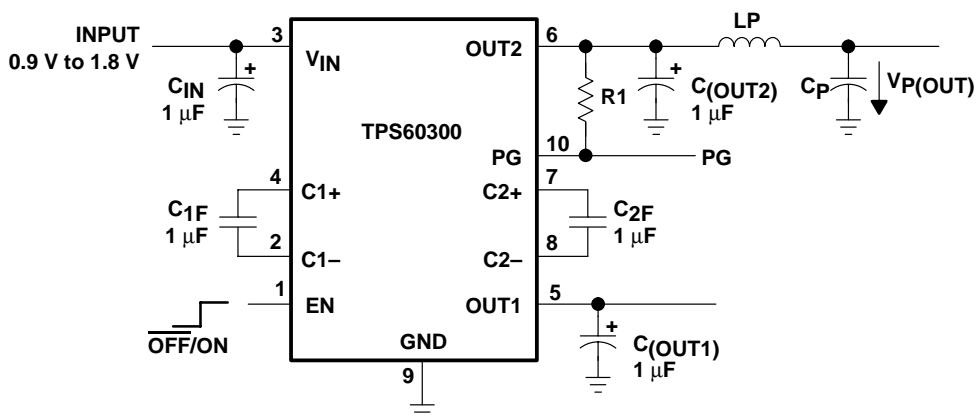 INPUT
0.9 V to 1.8 V
3
VIN
CIN
+
1 µF
TPS60300
OUT2
6
LP
R1
+
C(OUT2)
1 µF
CP
VP(OUT)
PG
10
PG
4
C1+
C1F
1 µF
2
C1–
C2+
7
C2F
1 µF
C2–
8
1
EN
OFF/ON
OUT1
5
+
C(OUT1)
1 µF
GND
9